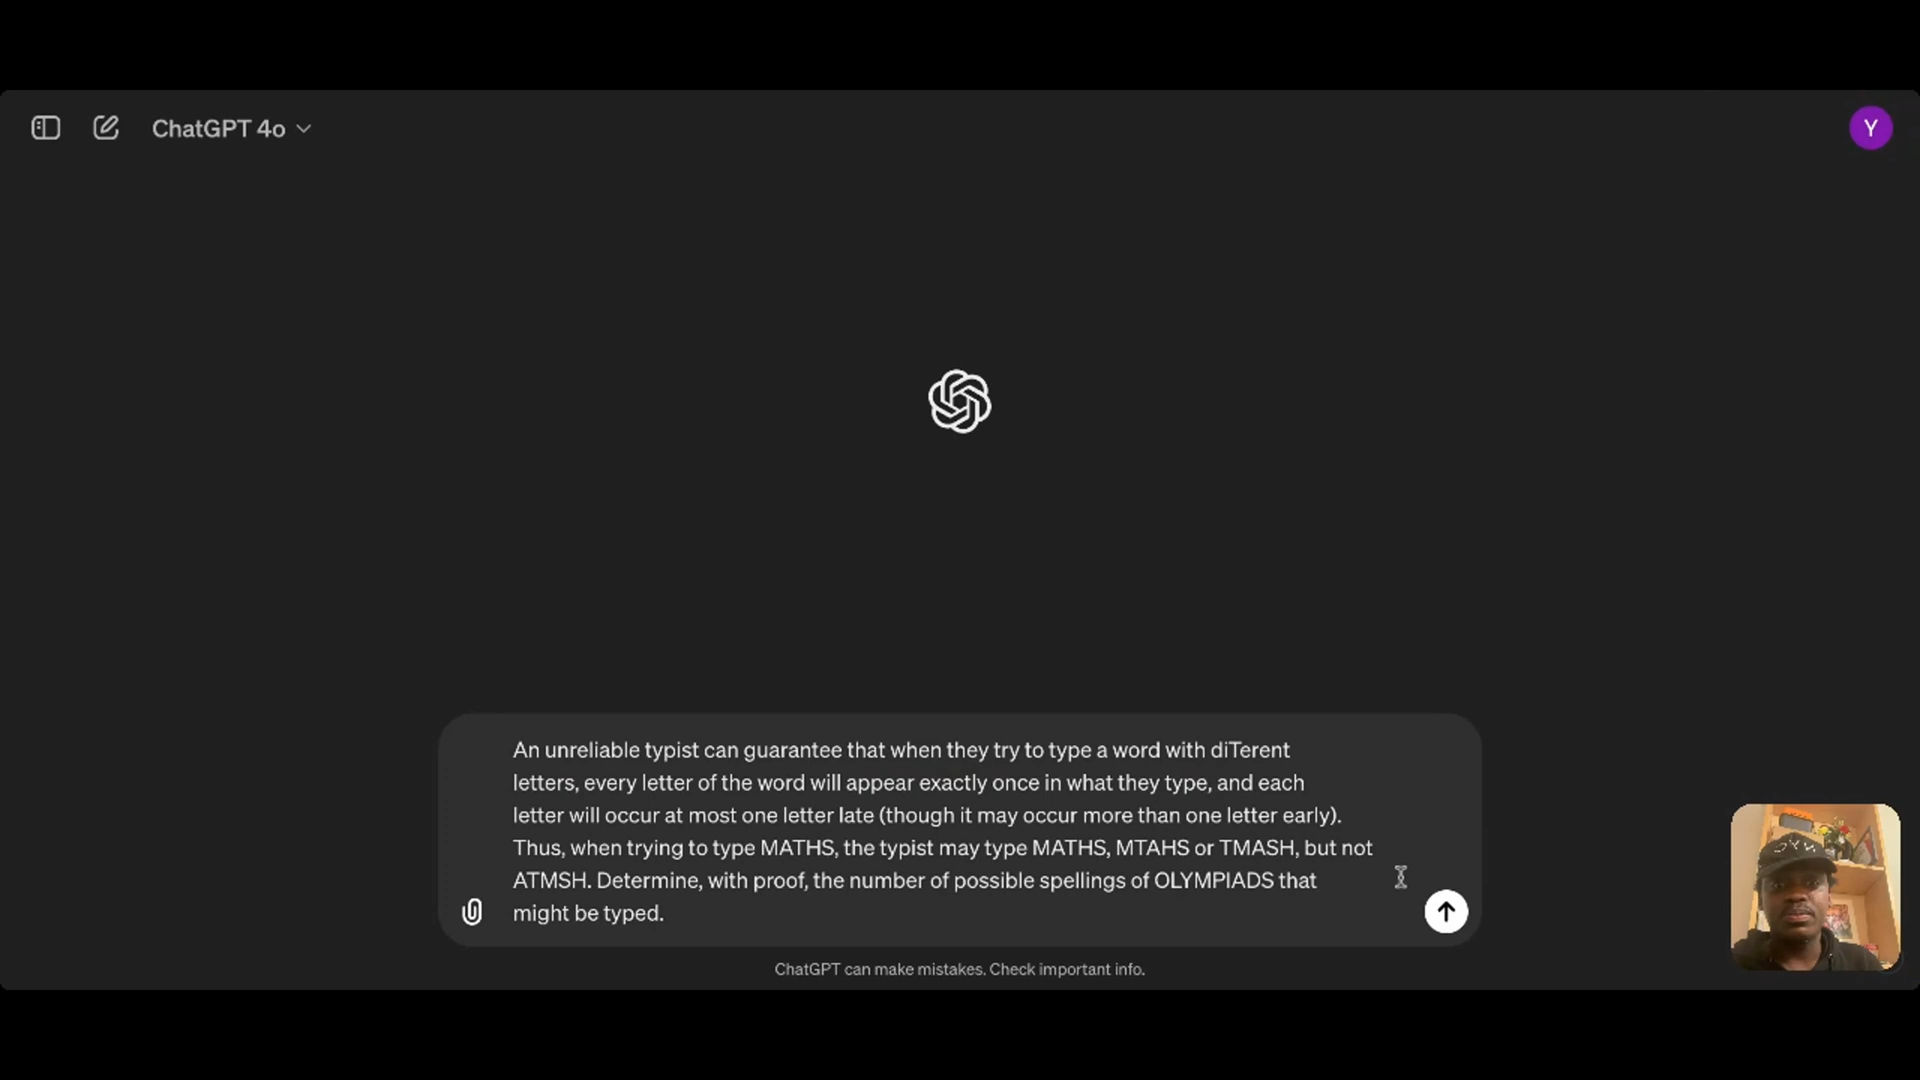 ChatGPT 4o
Y
An unreliable typist can guarantee that when they try to type a word with diTerent
letters, every letter of the word will appear exactly once in what they type, and each
letter will occur at most one letter late (though it may occur more than one letter early).
Thus, when trying to type MATHS, the typist may type MATHS, MTAHS or TMASH, but not
ATMSH. Determine, with proof, the number of possible spellings of OLYMPIADS that
might be typed.
ChatGPT can make mistakes. Check important info.